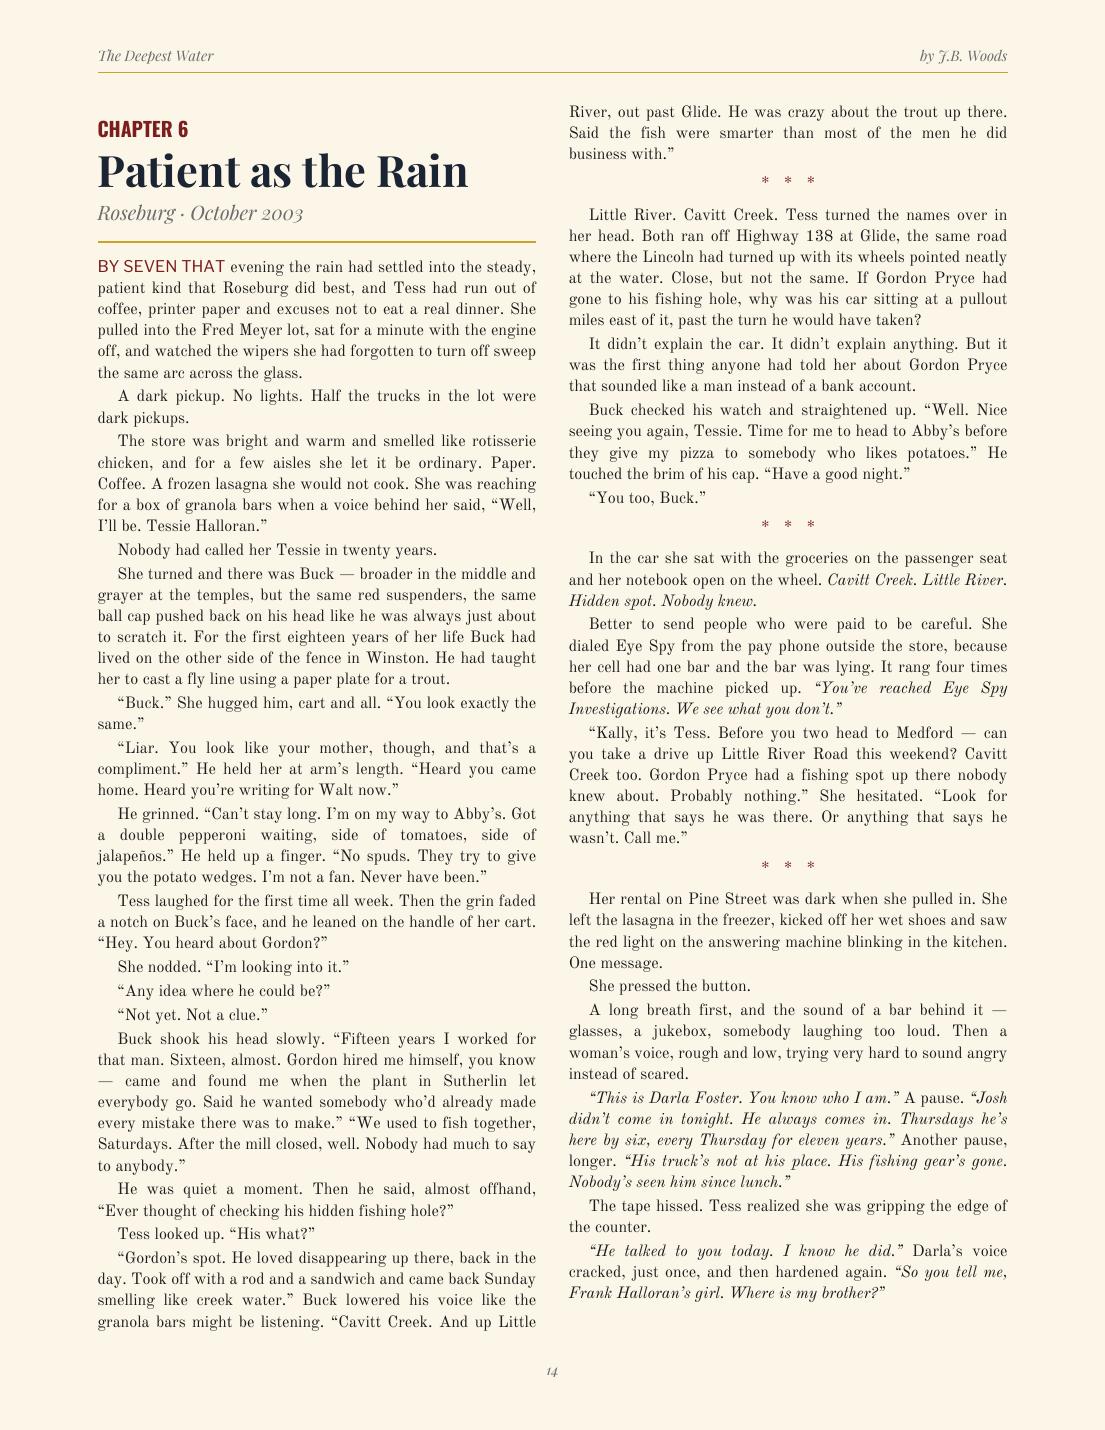 The Deepest Water
by J.B. Woods
CHAPTER 6
Patient as the Rain
Roseburg · October 2003
BY SEVEN THAT evening the rain had settled into the steady,
patient kind that Roseburg did best, and Tess had run out of
coffee, printer paper and excuses not to eat a real dinner. She
pulled into the Fred Meyer lot, sat for a minute with the engine
off, and watched the wipers she had forgotten to turn off sweep
the same arc across the glass.
A dark pickup. No lights. Half the trucks in the lot were
dark pickups.
The store was bright and warm and smelled like rotisserie
chicken, and for a few aisles she let it be ordinary. Paper.
Coffee. A frozen lasagna she would not cook. She was reaching
for a box of granola bars when a voice behind her said, “Well,
I’ll be. Tessie Halloran.”
Nobody had called her Tessie in twenty years.
She turned and there was Buck — broader in the middle and
grayer at the temples, but the same red suspenders, the same
ball cap pushed back on his head like he was always just about
to scratch it. For the first eighteen years of her life Buck had
lived on the other side of the fence in Winston. He had taught
her to cast a fly line using a paper plate for a trout.
“Buck.” She hugged him, cart and all. “You look exactly the
same.”
“Liar. You look like your mother, though, and that’s a
compliment.” He held her at arm’s length. “Heard you came
home. Heard you’re writing for Walt now.”
He grinned. “Can’t stay long. I’m on my way to Abby’s. Got
a double pepperoni waiting, side of tomatoes, side of
jalapeños.” He held up a finger. “No spuds. They try to give
you the potato wedges. I’m not a fan. Never have been.”
Tess laughed for the first time all week. Then the grin faded
a notch on Buck’s face, and he leaned on the handle of her cart.
“Hey. You heard about Gordon?”
She nodded. “I’m looking into it.”
“Any idea where he could be?”
“Not yet. Not a clue.”
Buck shook his head slowly. “Fifteen years I worked for
that man. Sixteen, almost. Gordon hired me himself, you know
— came and found me when the plant in Sutherlin let
everybody go. Said he wanted somebody who’d already made
every mistake there was to make.” “We used to fish together,
Saturdays. After the mill closed, well. Nobody had much to say
to anybody.”
He was quiet a moment. Then he said, almost offhand,
“Ever thought of checking his hidden fishing hole?”
Tess looked up. “His what?”
“Gordon’s spot. He loved disappearing up there, back in the
day. Took off with a rod and a sandwich and came back Sunday
smelling like creek water.” Buck lowered his voice like the
granola bars might be listening. “Cavitt Creek. And up Little
River, out past Glide. He was crazy about the trout up there.
Said the fish were smarter than most of the men he did
business with.”
* * *
Little River. Cavitt Creek. Tess turned the names over in
her head. Both ran off Highway 138 at Glide, the same road
where the Lincoln had turned up with its wheels pointed neatly
at the water. Close, but not the same. If Gordon Pryce had
gone to his fishing hole, why was his car sitting at a pullout
miles east of it, past the turn he would have taken?
It didn’t explain the car. It didn’t explain anything. But it
was the first thing anyone had told her about Gordon Pryce
that sounded like a man instead of a bank account.
Buck checked his watch and straightened up. “Well. Nice
seeing you again, Tessie. Time for me to head to Abby’s before
they give my pizza to somebody who likes potatoes.” He
touched the brim of his cap. “Have a good night.”
“You too, Buck.”
* * *
In the car she sat with the groceries on the passenger seat
and her notebook open on the wheel. Cavitt Creek. Little River.
Hidden spot. Nobody knew.
Better to send people who were paid to be careful. She
dialed Eye Spy from the pay phone outside the store, because
her cell had one bar and the bar was lying. It rang four times
before the machine picked up. “You’ve reached Eye Spy
Investigations. We see what you don’t.”
“Kally, it’s Tess. Before you two head to Medford — can
you take a drive up Little River Road this weekend? Cavitt
Creek too. Gordon Pryce had a fishing spot up there nobody
knew about. Probably nothing.” She hesitated. “Look for
anything that says he was there. Or anything that says he
wasn’t. Call me.”
* * *
Her rental on Pine Street was dark when she pulled in. She
left the lasagna in the freezer, kicked off her wet shoes and saw
the red light on the answering machine blinking in the kitchen.
One message.
She pressed the button.
A long breath first, and the sound of a bar behind it —
glasses, a jukebox, somebody laughing too loud. Then a
woman’s voice, rough and low, trying very hard to sound angry
instead of scared.
“This is Darla Foster. You know who I am.” A pause. “Josh
didn’t come in tonight. He always comes in. Thursdays he’s
here by six, every Thursday for eleven years.” Another pause,
longer. “His truck’s not at his place. His fishing gear’s gone.
Nobody’s seen him since lunch.”
The tape hissed. Tess realized she was gripping the edge of
the counter.
“He talked to you today. I know he did.” Darla’s voice
cracked, just once, and then hardened again. “So you tell me,
Frank Halloran’s girl. Where is my brother?”
14